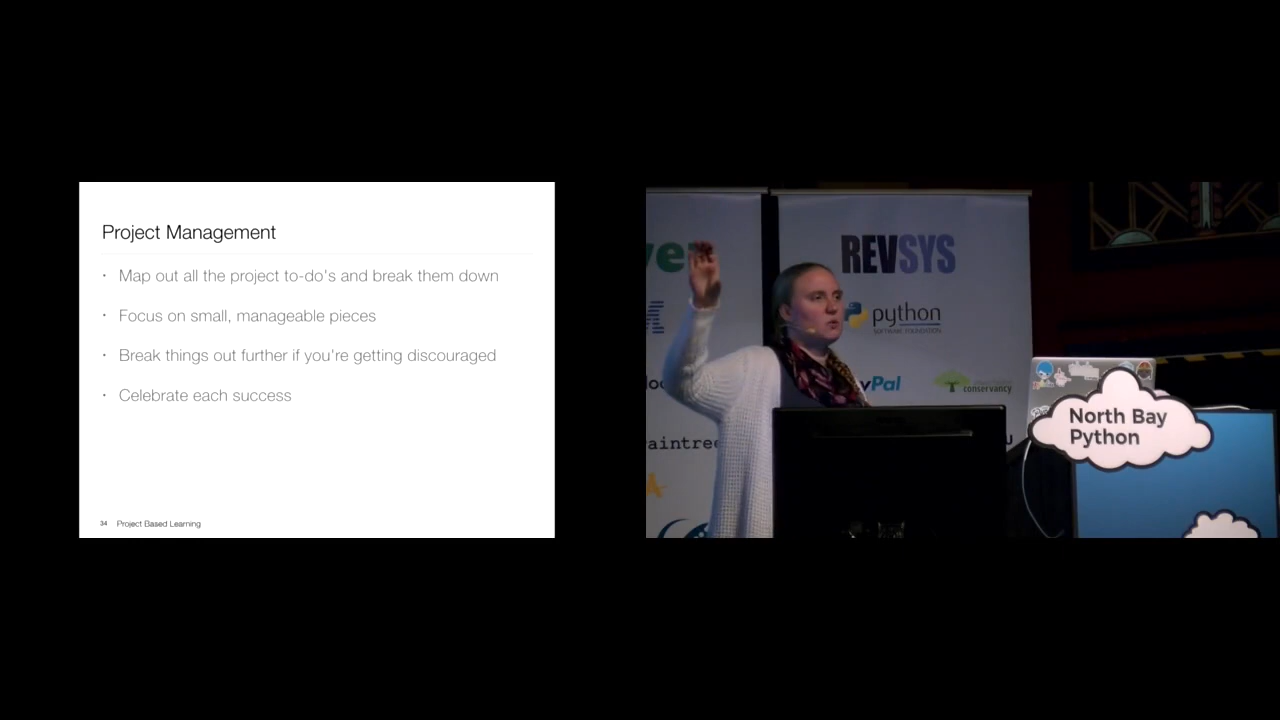 Project Management
· Map out all the project to-do's and break them down
· Focus on small, manageable pieces
· Break things out further if you're getting discouraged
· Celebrate each success
34 Project Based Learning
REVSYS
python
SOFTWARE FOUNDATION
conservancy
North Bay
Python